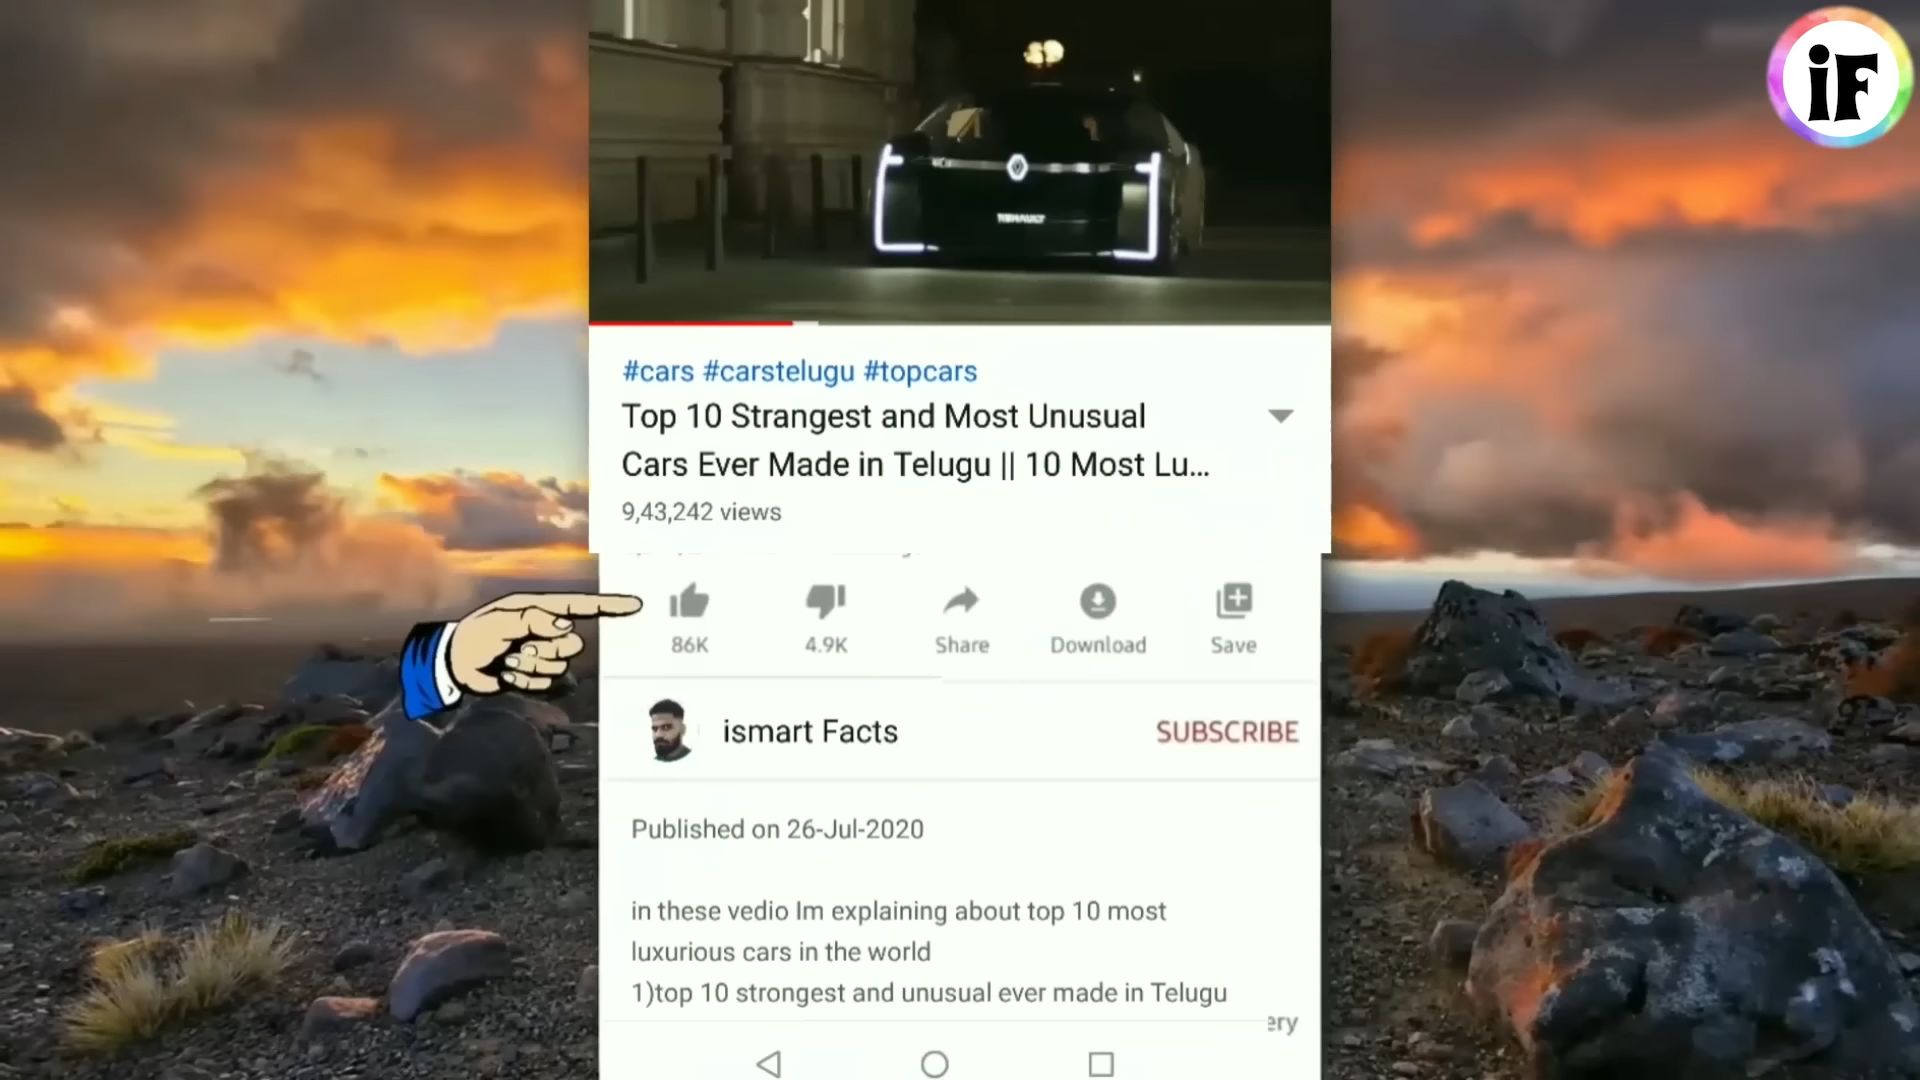 iF
RENAULT
#cars #carstelugu #topcars
Top 10 Strangest and Most Unusual
Cars Ever Made in Telugu || 10 Most Lu...
9,43,242 views
86K 4.9K Share Download Save
ismart Facts SUBSCRIBE
Published on 26-Jul-2020
in these vedio Im explaining about top 10 most
luxurious cars in the world
1)top 10 strongest and unusual ever made in Telugu
ery